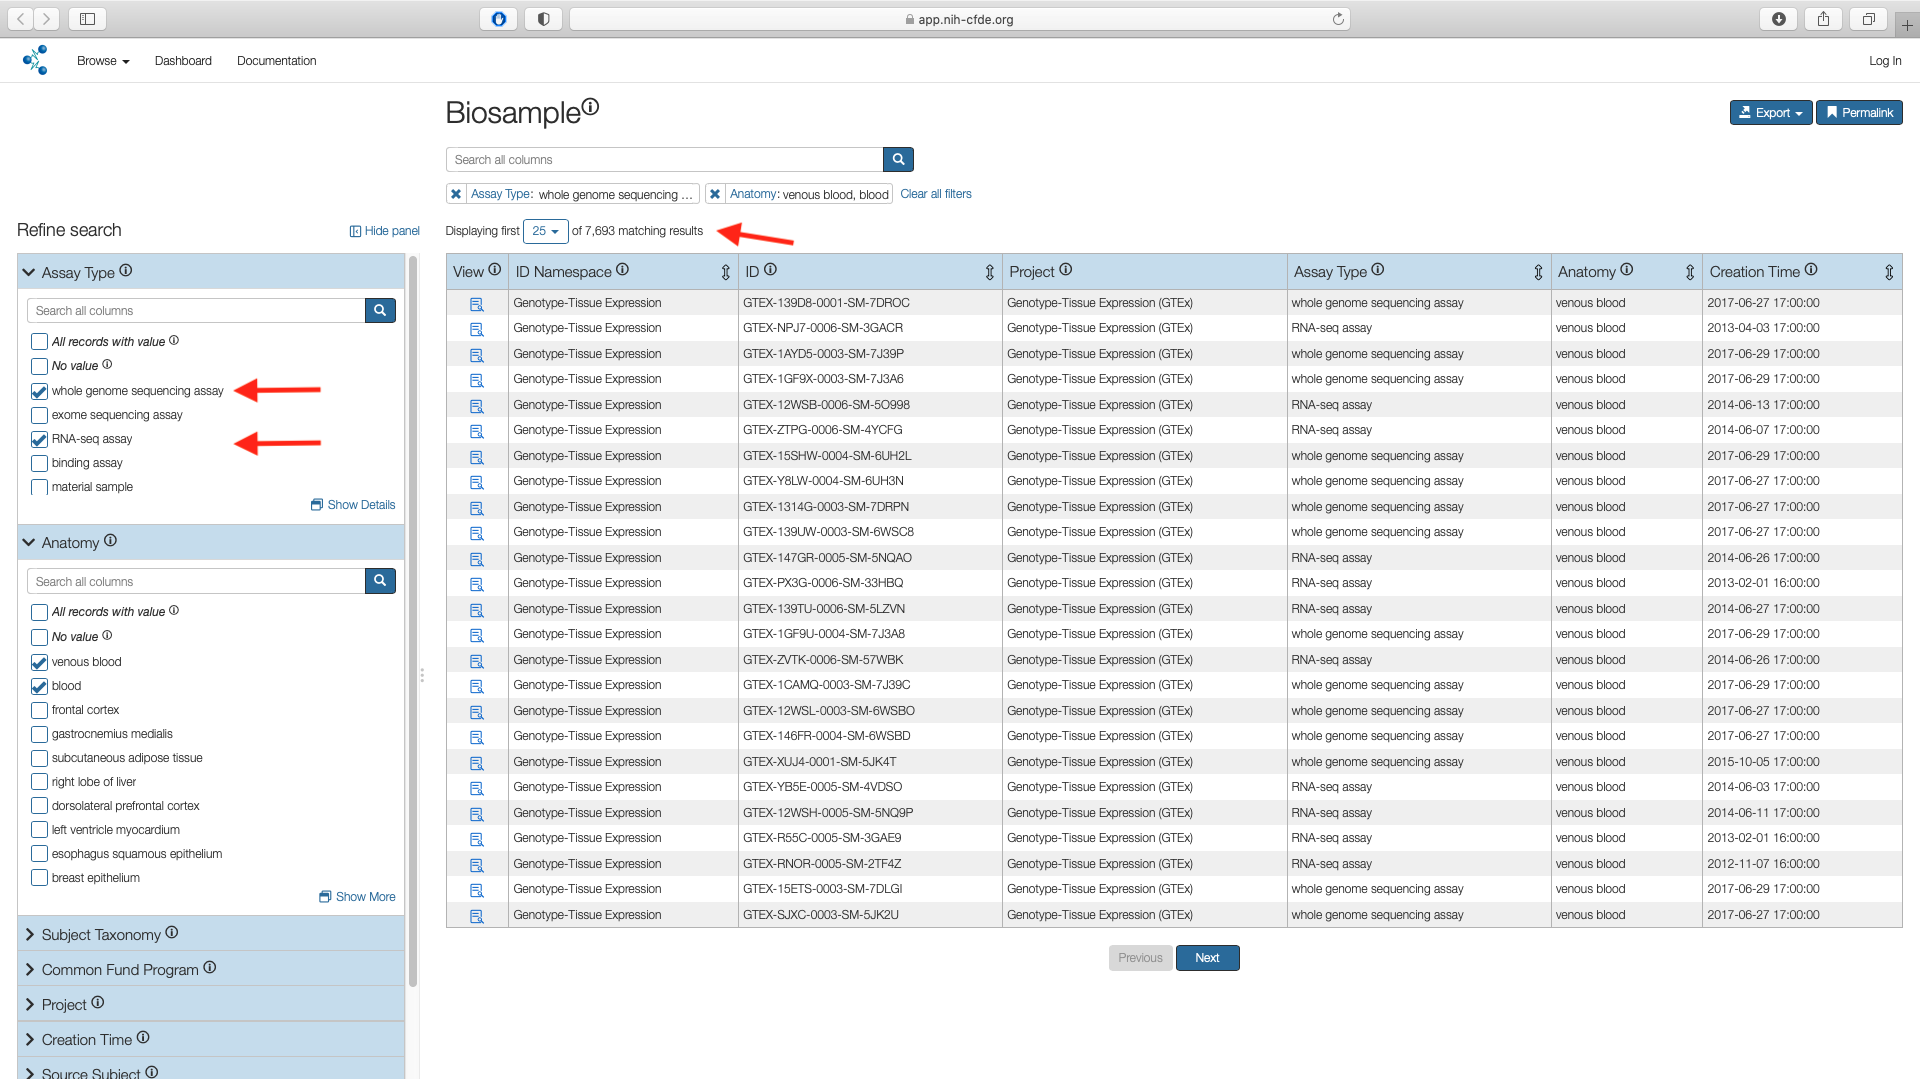 app.nih-cfde.org
Browse Dashboard Documentation Log In
Biosample
Export Permalink
Search all columns
Assay Type: whole genome sequencing ... Anatomy: venous blood, blood Clear all filters
Refine search Hide panel
Displaying first 25 of 7,693 matching results
Assay Type
Search all columns
All records with value
No value
whole genome sequencing assay
exome sequencing assay
RNA-seq assay
binding assay
material sample
Show Details
Anatomy
Search all columns
All records with value
No value
venous blood
blood
frontal cortex
gastrocnemius medialis
subcutaneous adipose tissue
right lobe of liver
dorsolateral prefrontal cortex
left ventricle myocardium
esophagus squamous epithelium
breast epithelium
Show More
Subject Taxonomy
Common Fund Program
Project
Creation Time
Source Subject
View ID Namespace ID Project Assay Type Anatomy Creation Time
Genotype-Tissue Expression GTEX-139D8-0001-SM-7DROC Genotype-Tissue Expression (GTEx) whole genome sequencing assay venous blood 2017-06-27 17:00:00
Genotype-Tissue Expression GTEX-NPJ7-0006-SM-3GACR Genotype-Tissue Expression (GTEx) RNA-seq assay venous blood 2013-04-03 17:00:00
Genotype-Tissue Expression GTEX-1AYD5-0003-SM-7J39P Genotype-Tissue Expression (GTEx) whole genome sequencing assay venous blood 2017-06-29 17:00:00
Genotype-Tissue Expression GTEX-1GF9X-0003-SM-7J3A6 Genotype-Tissue Expression (GTEx) whole genome sequencing assay venous blood 2017-06-29 17:00:00
Genotype-Tissue Expression GTEX-12WSB-0006-SM-5O998 Genotype-Tissue Expression (GTEx) RNA-seq assay venous blood 2014-06-13 17:00:00
Genotype-Tissue Expression GTEX-ZTPG-0006-SM-4YCFG Genotype-Tissue Expression (GTEx) RNA-seq assay venous blood 2014-06-07 17:00:00
Genotype-Tissue Expression GTEX-15SHW-0004-SM-6UH2L Genotype-Tissue Expression (GTEx) whole genome sequencing assay venous blood 2017-06-29 17:00:00
Genotype-Tissue Expression GTEX-Y8LW-0004-SM-6UH3N Genotype-Tissue Expression (GTEx) whole genome sequencing assay venous blood 2017-06-27 17:00:00
Genotype-Tissue Expression GTEX-1314G-0003-SM-7DRPN Genotype-Tissue Expression (GTEx) whole genome sequencing assay venous blood 2017-06-27 17:00:00
Genotype-Tissue Expression GTEX-139UW-0003-SM-6WSC8 Genotype-Tissue Expression (GTEx) whole genome sequencing assay venous blood 2017-06-27 17:00:00
Genotype-Tissue Expression GTEX-147GR-0005-SM-5NQAO Genotype-Tissue Expression (GTEx) RNA-seq assay venous blood 2014-06-26 17:00:00
Genotype-Tissue Expression GTEX-PX3G-0006-SM-33HBQ Genotype-Tissue Expression (GTEx) RNA-seq assay venous blood 2013-02-01 16:00:00
Genotype-Tissue Expression GTEX-139TU-0006-SM-5LZVN Genotype-Tissue Expression (GTEx) RNA-seq assay venous blood 2014-06-27 17:00:00
Genotype-Tissue Expression GTEX-1GF9U-0004-SM-7J3A8 Genotype-Tissue Expression (GTEx) whole genome sequencing assay venous blood 2017-06-29 17:00:00
Genotype-Tissue Expression GTEX-ZVTK-0006-SM-57WBK Genotype-Tissue Expression (GTEx) RNA-seq assay venous blood 2014-06-26 17:00:00
Genotype-Tissue Expression GTEX-1CAMQ-0003-SM-7J39C Genotype-Tissue Expression (GTEx) whole genome sequencing assay venous blood 2017-06-29 17:00:00
Genotype-Tissue Expression GTEX-12WSL-0003-SM-6WSBO Genotype-Tissue Expression (GTEx) whole genome sequencing assay venous blood 2017-06-27 17:00:00
Genotype-Tissue Expression GTEX-146FR-0004-SM-6WSBD Genotype-Tissue Expression (GTEx) whole genome sequencing assay venous blood 2017-06-27 17:00:00
Genotype-Tissue Expression GTEX-XUJ4-0001-SM-5JK4T Genotype-Tissue Expression (GTEx) whole genome sequencing assay venous blood 2015-10-05 17:00:00
Genotype-Tissue Expression GTEX-YB5E-0005-SM-4VDSO Genotype-Tissue Expression (GTEx) RNA-seq assay venous blood 2014-06-03 17:00:00
Genotype-Tissue Expression GTEX-12WSH-0005-SM-5NQ9P Genotype-Tissue Expression (GTEx) RNA-seq assay venous blood 2014-06-11 17:00:00
Genotype-Tissue Expression GTEX-R55C-0005-SM-3GAE9 Genotype-Tissue Expression (GTEx) RNA-seq assay venous blood 2013-02-01 16:00:00
Genotype-Tissue Expression GTEX-RNOR-0005-SM-2TF4Z Genotype-Tissue Expression (GTEx) RNA-seq assay venous blood 2012-11-07 16:00:00
Genotype-Tissue Expression GTEX-15ETS-0003-SM-7DLGI Genotype-Tissue Expression (GTEx) whole genome sequencing assay venous blood 2017-06-29 17:00:00
Genotype-Tissue Expression GTEX-SJXC-0003-SM-5JK2U Genotype-Tissue Expression (GTEx) whole genome sequencing assay venous blood 2017-06-27 17:00:00
Previous Next